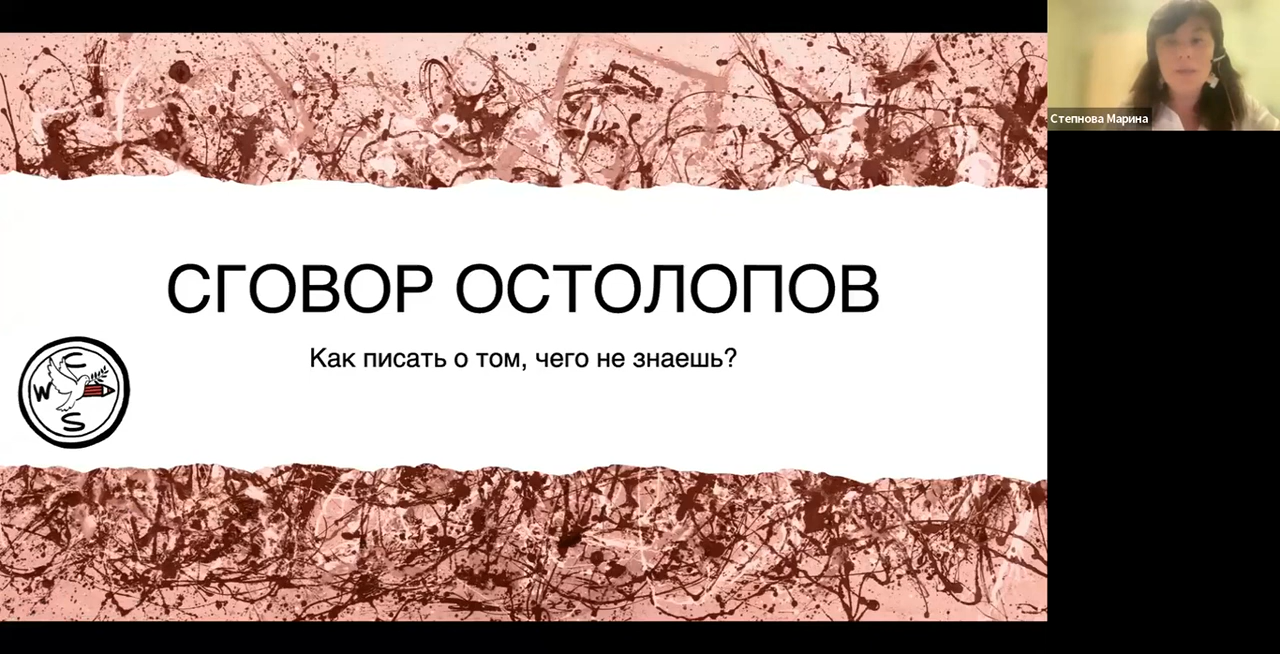 СГОВОР ОСТОЛОПОВ
Как писать о том, чего не знаешь?
C
W
S
Степнова Марина